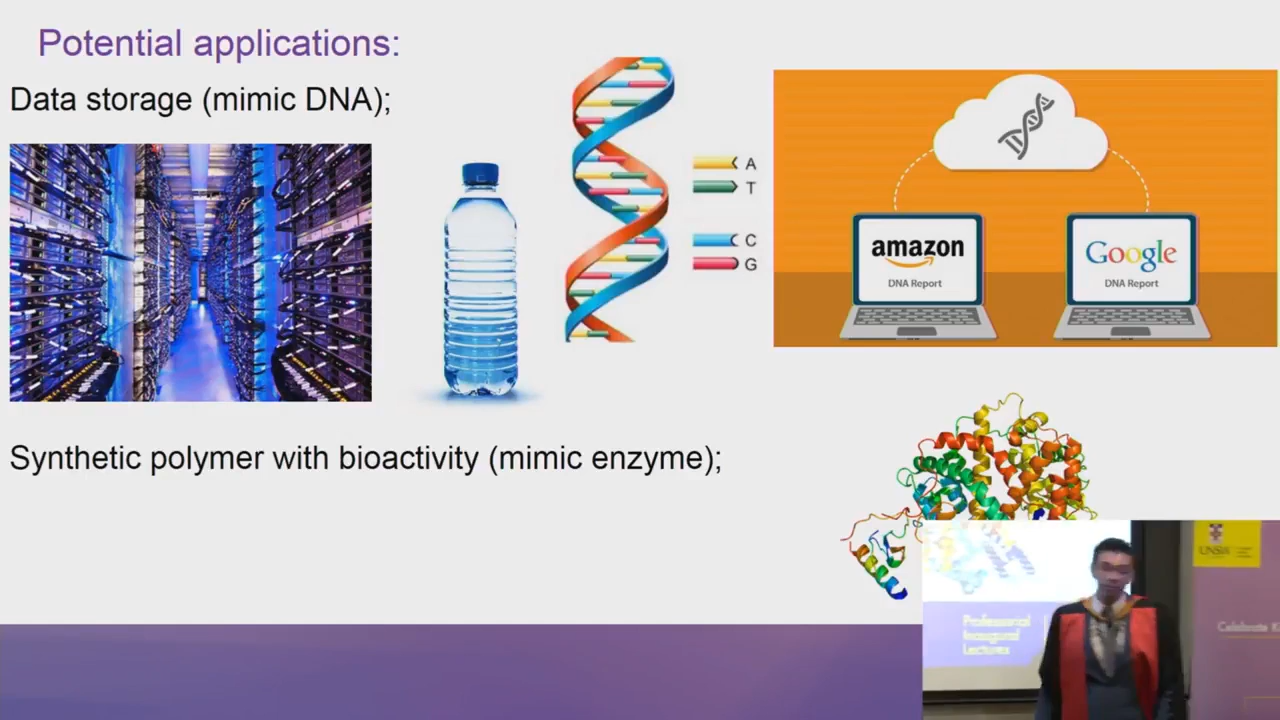 Potential applications:
Data storage (mimic DNA);
A
T
C
G
amazon
DNA Report
Google
DNA Report
Synthetic polymer with bioactivity (mimic enzyme);
UNSW
Professorial
Inaugural
Lectures
Celebrate